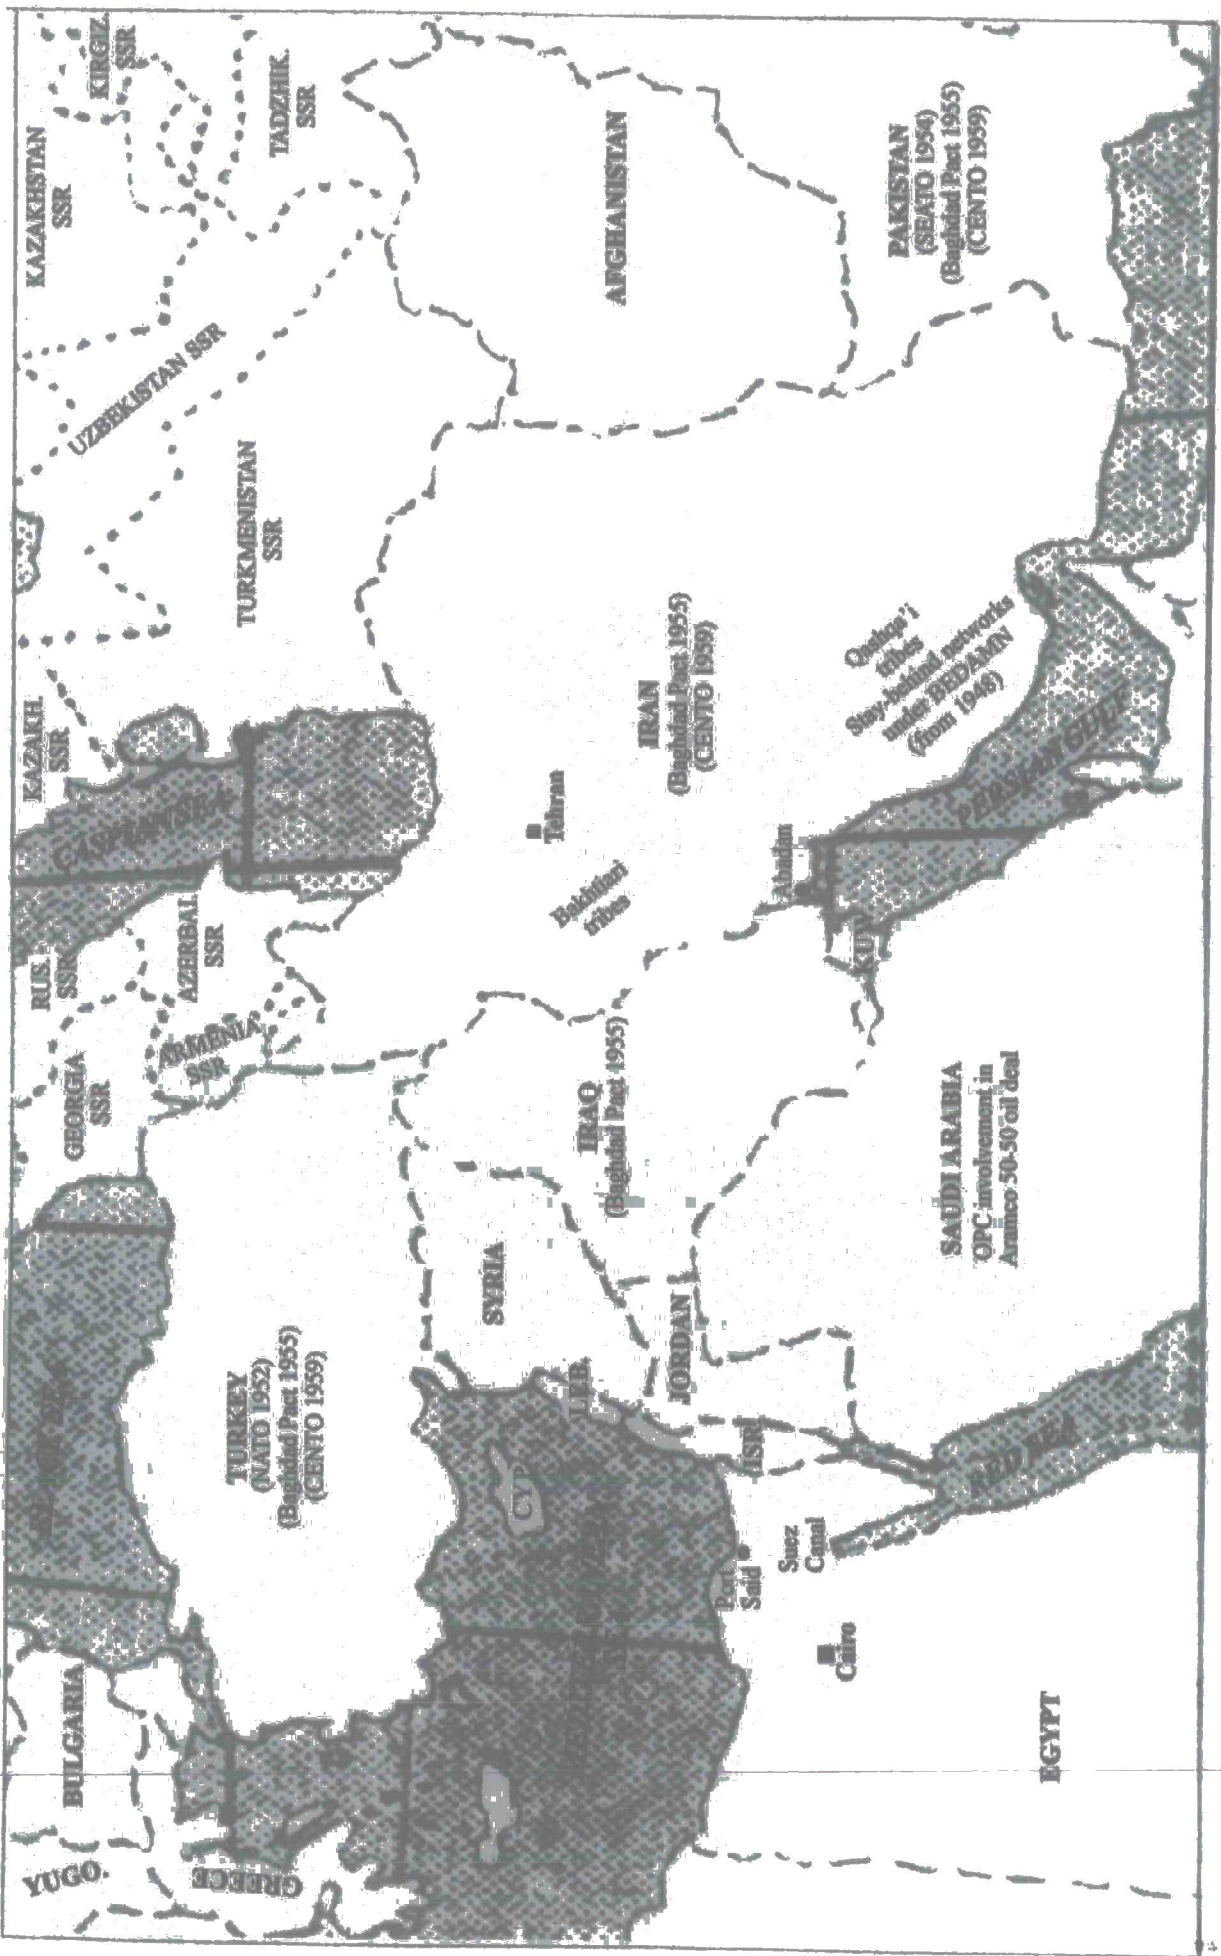 YUGO.
BULGARIA
GREECE
TURKEY
(NATO 1952)
(Baghdad Pact 1955)
(CENTO 1959)
GEORGIA
SSR
RUS.
SSR
ARMENIA
SSR
AZERBAI.
SSR
CASPIAN SEA
KAZAKH.
SSR
TURKMENISTAN
SSR
UZBEKISTAN SSR
KAZAKHSTAN
SSR
KIRGIZ.
SSR
TADZHIK.
SSR
AFGHANISTAN
PAKISTAN
(SEATO 1954)
(Baghdad Pact 1955)
(CENTO 1959)
IRAN
(Baghdad Pact 1955)
(CENTO 1959)
Tehran
Bakhtiari
tribes
Qashqa'i
tribes
Stay-behind networks
under BEDAMN
(from 1948)
Abadan
PERSIAN GULF
KUW.
IRAQ
(Baghdad Pact 1955)
SYRIA
LEB.
CYP
JORDAN
ISR
SAUDI ARABIA
OPC involvement in
Aramco 50-50 oil deal
RED SEA
Suez
Canal
Port
Said
Cairo
EGYPT